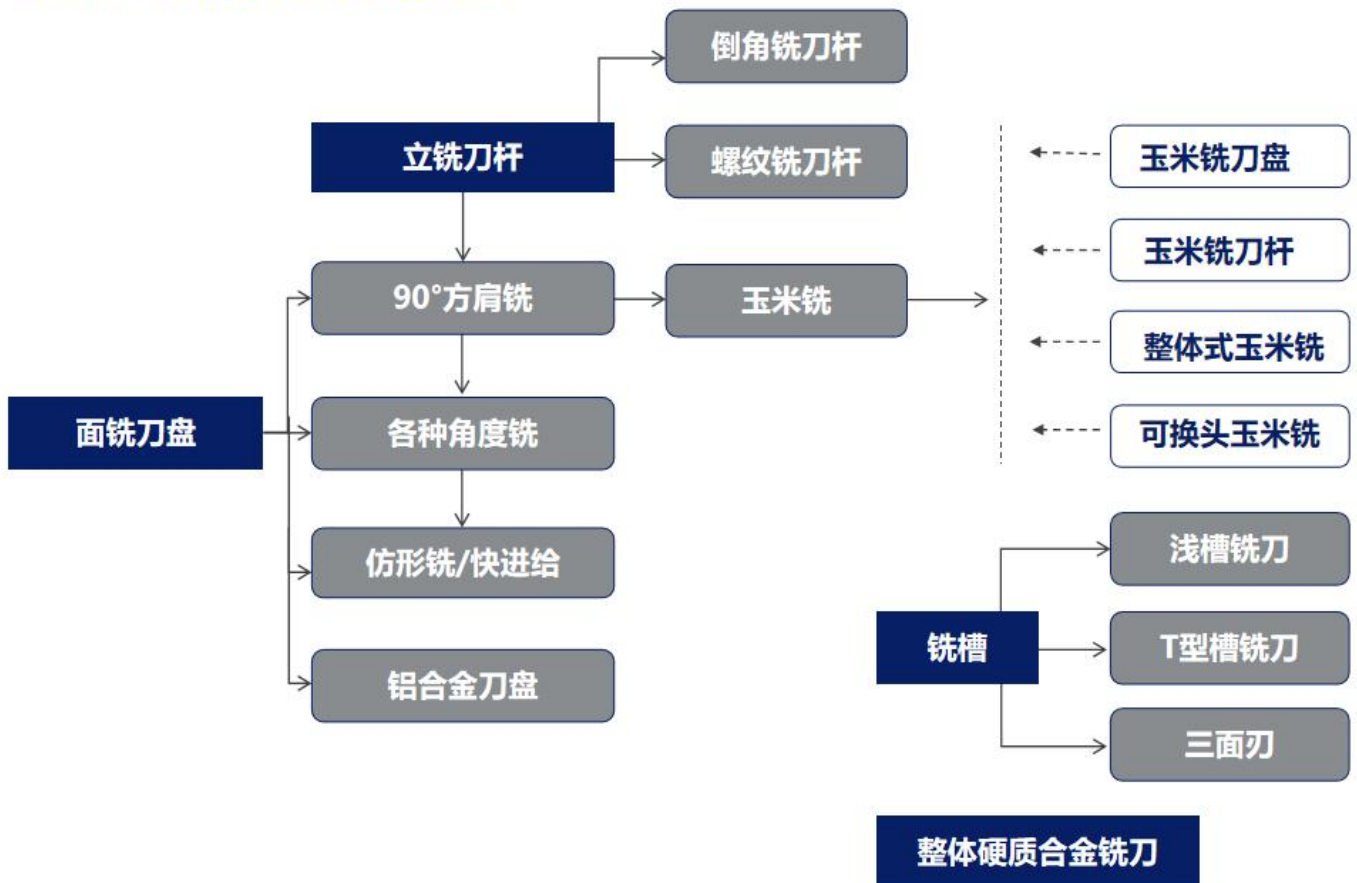 倒角铣刀杆
立铣刀杆
螺纹铣刀杆
玉米铣刀盘
玉米铣刀杆
90°方肩铣
玉米铣
整体式玉米铣
面铣刀盘
各种角度铣
可换头玉米铣
仿形铣/快进给
浅槽铣刀
铣槽
T型槽铣刀
铝合金刀盘
三面刃
整体硬质合金铣刀